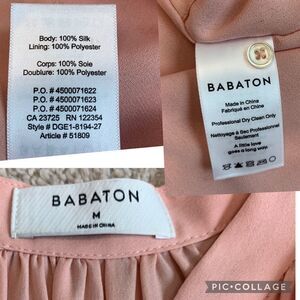 Body: 100% Silk
Lining: 100% Polyester
Corps: 100% Soie
Doublure: 100% Polyester
P.O. # 4500071622
P.O. # 4500071623
P.O. # 4500071624
CA 23725 RN 122354
Style # DGE1-8194-27
Article # 51809
BABATON
Made in China
Fabriqué en China
Professional Dry Clean Only
Nettoyage à Sec Professionnel
Seulement
A little love
goes a long way.
BABATON
M
MADE IN CHINA
PIC•COLLAGE